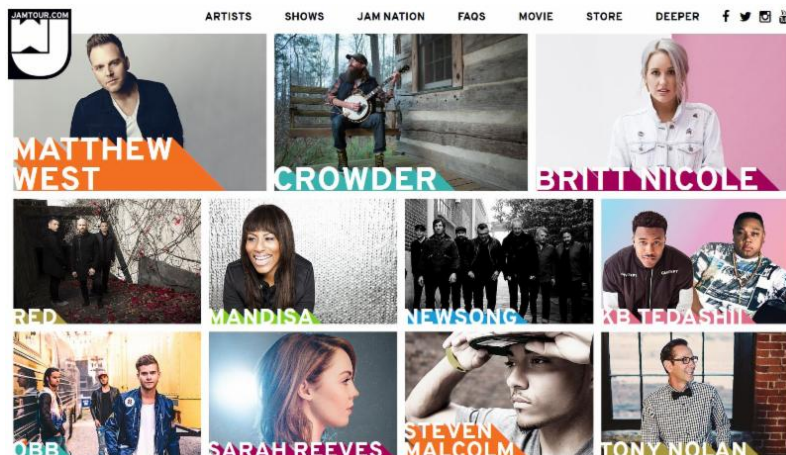 JAMTOUR.COM
ARTISTS SHOWS JAM NATION FAQS MOVIE STORE DEEPER
MATTHEW
WEST
CROWDER
BRITT NICOLE
RED
MANDISA
NEWSONG
KB TEDASHII
OBB
SARAH REEVES
STEVEN
MALCOLM
TONY NOLAN